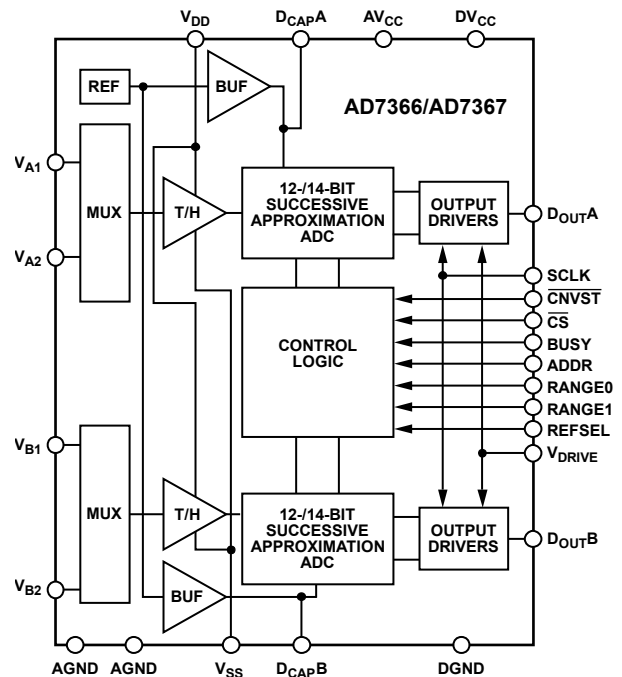 VDD DCAPA AVCC DVCC
REF
BUF
AD7366/AD7367
VA1
MUX
T/H
12-/14-BIT
SUCCESSIVE
APPROXIMATION
ADC
OUTPUT
DRIVERS
DOUTA
VA2
SCLK
CNVST
CS
CONTROL
LOGIC
BUSY
ADDR
RANGE0
RANGE1
REFSEL
VDRIVE
VB1
MUX
T/H
12-/14-BIT
SUCCESSIVE
APPROXIMATION
ADC
OUTPUT
DRIVERS
DOUTB
VB2
BUF
AGND AGND VSS DCAPB DGND